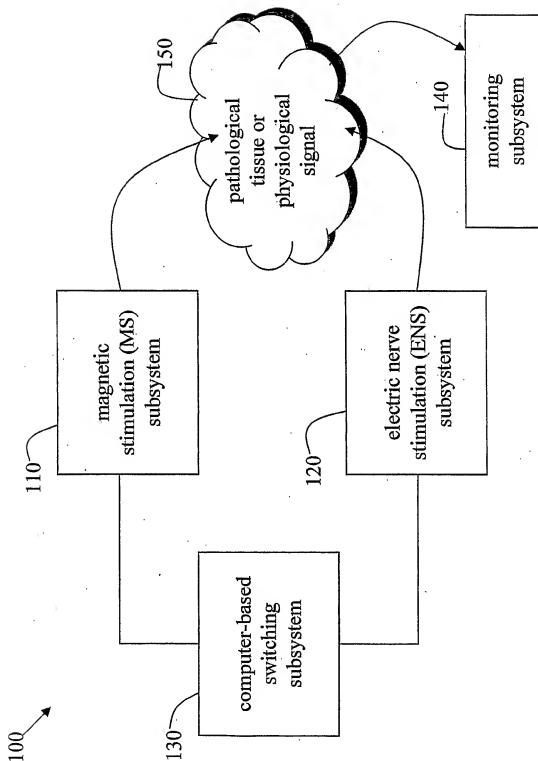 100
130
computer-based
switching
subsystem
110
magnetic
stimulation (MS)
subsystem
120
electric nerve
stimulation (ENS)
subsystem
150
pathological
tissue or
physiological
signal
140
monitoring
subsystem